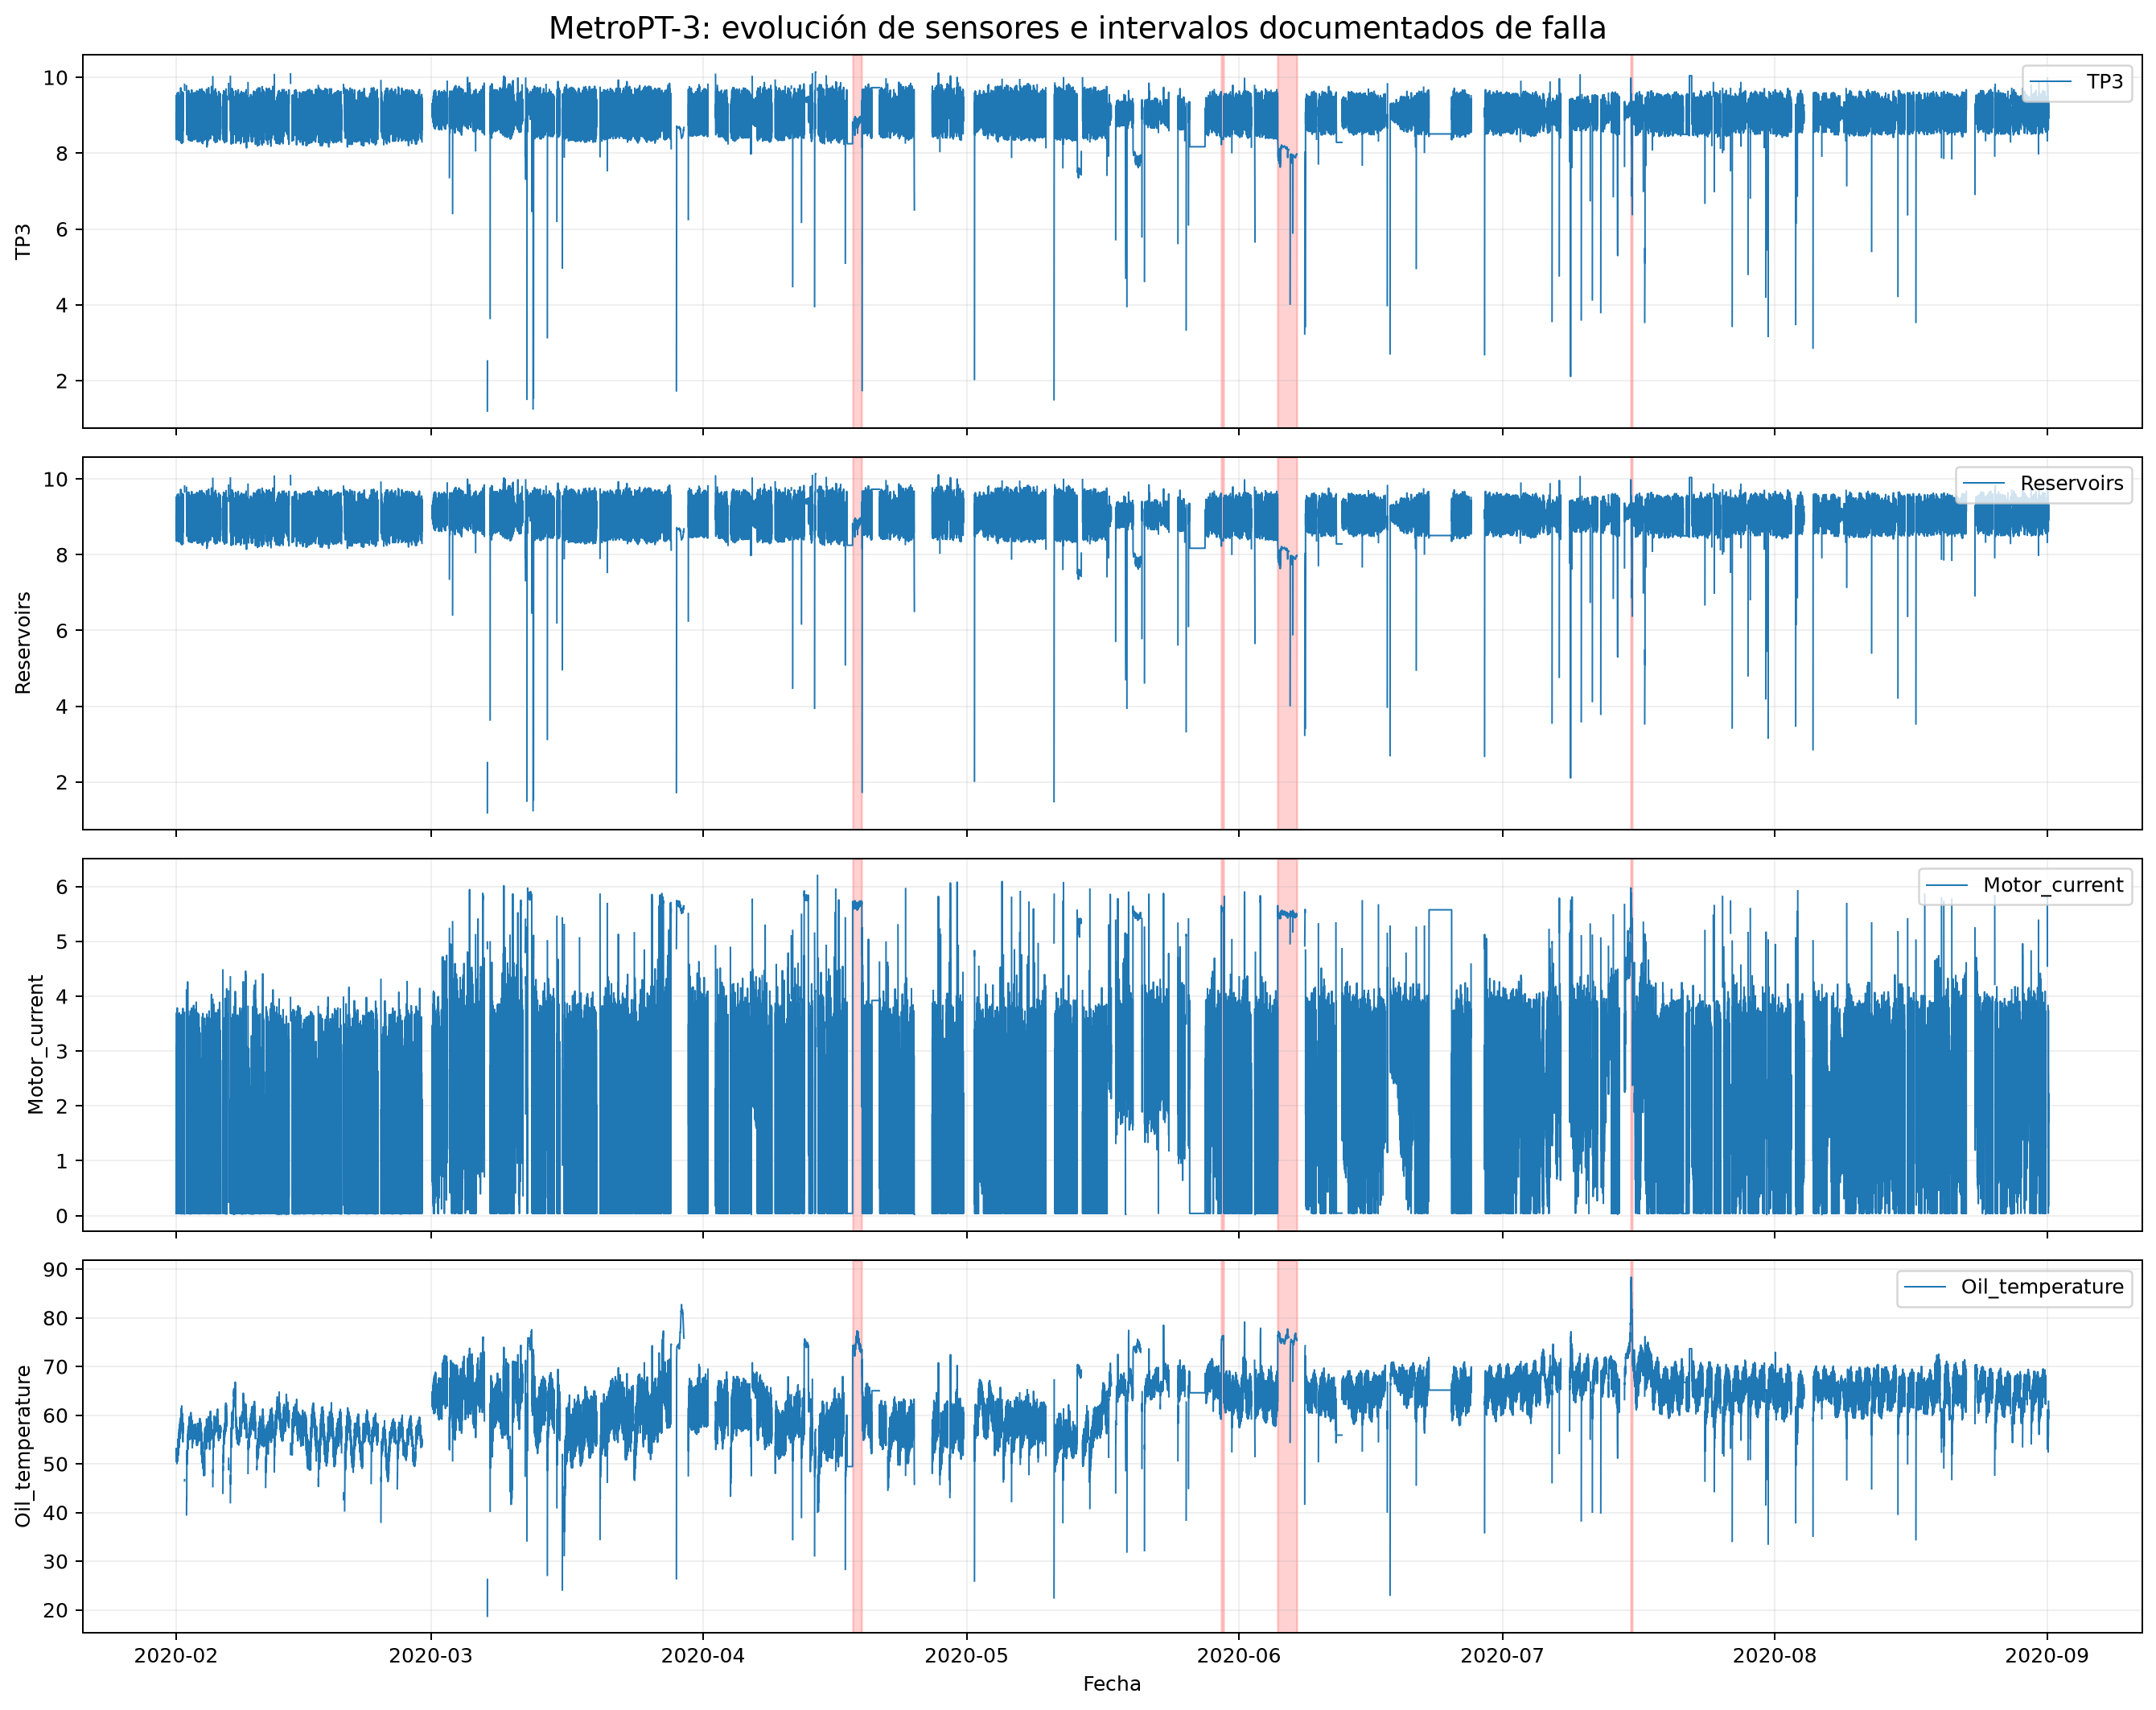 MetroPT-3: evolución de sensores e intervalos documentados de falla
TP3
10
8
6
4
2
TP3
Reservoirs
10
8
6
4
2
Reservoirs
Motor_current
6
5
4
3
2
1
0
Motor_current
Oil_temperature
90
80
70
60
50
40
30
20
Oil_temperature
2020-02 2020-03 2020-04 2020-05 2020-06 2020-07 2020-08 2020-09
Fecha